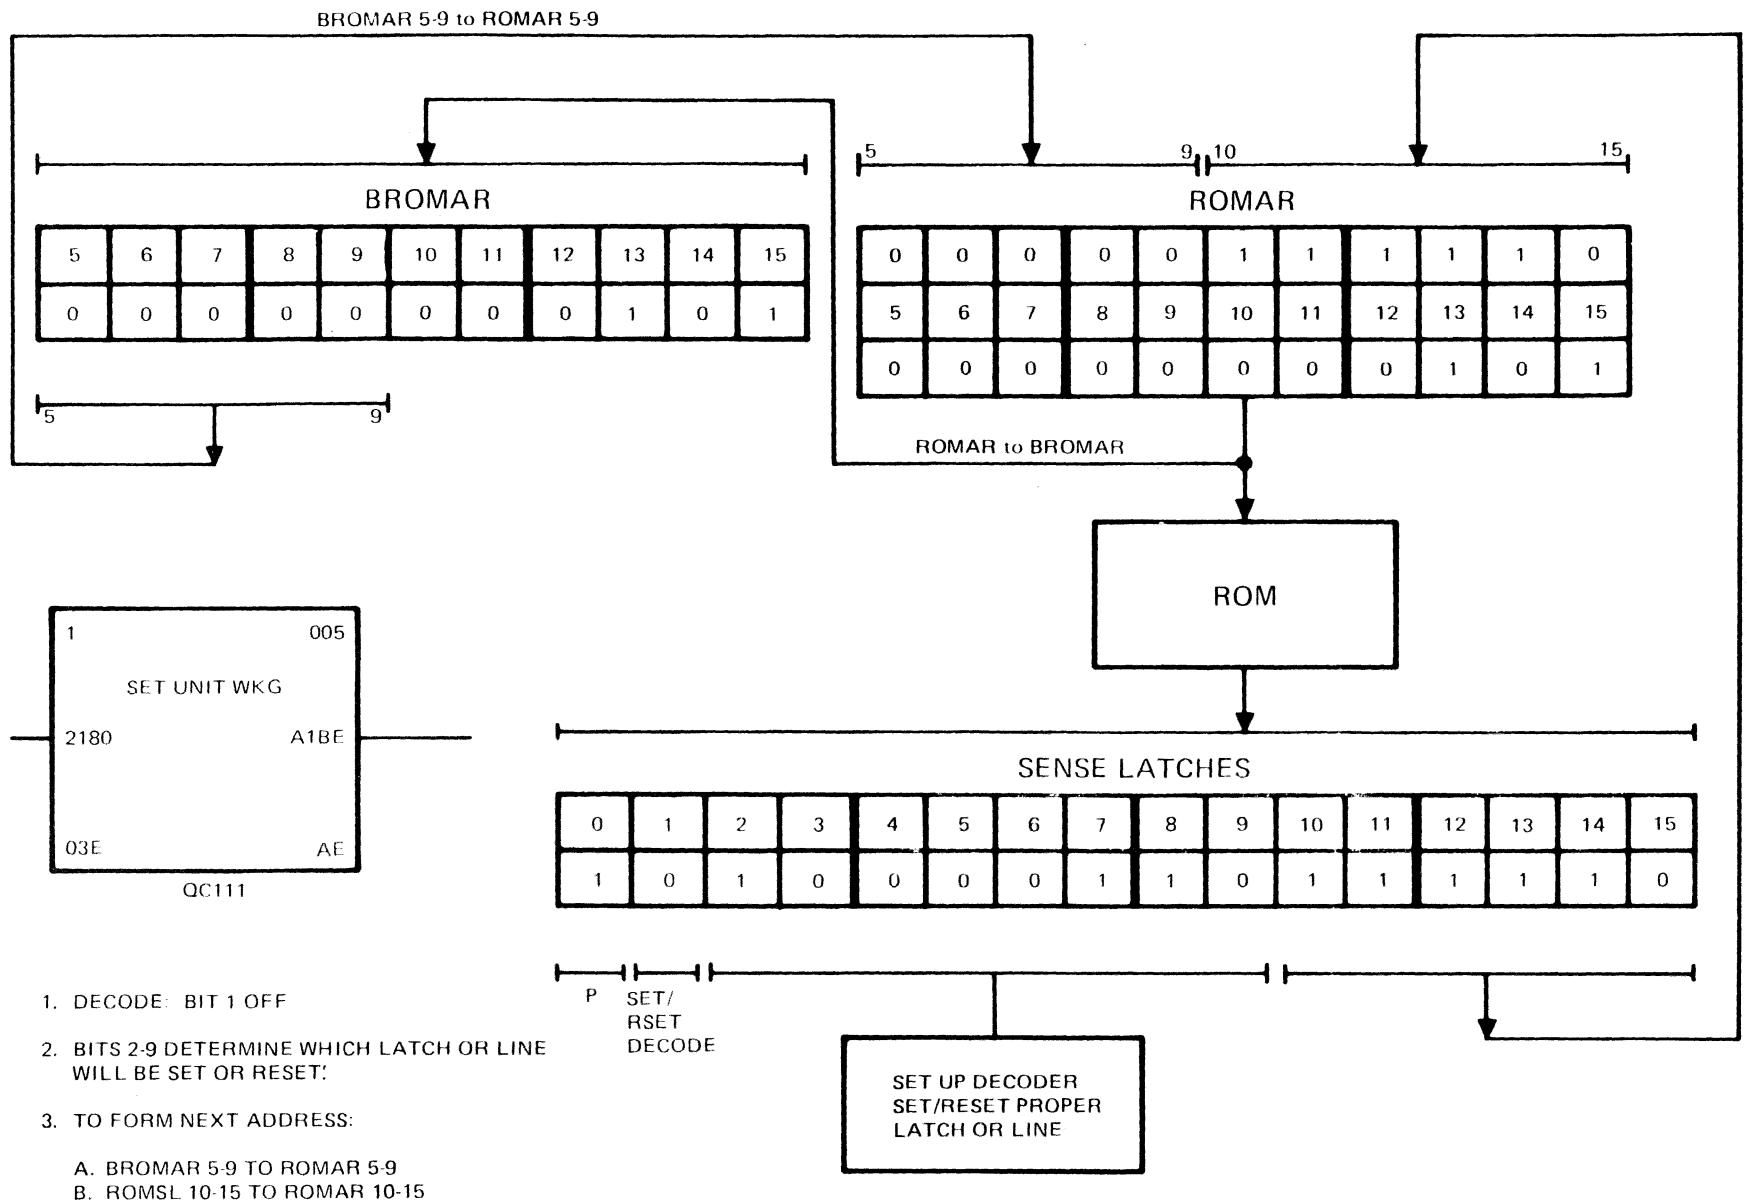 BROMAR 5-9 to ROMAR 5-9
5 9 10 15
BROMAR
5 6 7 8 9 10 11 12 13 14 15
0 0 0 0 0 0 0 0 1 0 1
5 9
ROMAR
0 0 0 0 0 1 1 1 1 1 0
5 6 7 8 9 10 11 12 13 14 15
0 0 0 0 0 0 0 0 1 0 1
ROMAR to BROMAR
ROM
1 005
SET UNIT WKG
2180 A1BE
03E AE
QC111
SENSE LATCHES
0 1 2 3 4 5 6 7 8 9 10 11 12 13 14 15
1 0 1 0 0 0 0 1 1 0 1 1 1 1 1 0
P
SET/
RSET
DECODE
SET UP DECODER
SET/RESET PROPER
LATCH OR LINE
1. DECODE: BIT 1 OFF
2. BITS 2-9 DETERMINE WHICH LATCH OR LINE
WILL BE SET OR RESET.
3. TO FORM NEXT ADDRESS:
A. BROMAR 5-9 TO ROMAR 5-9
B. ROMSL 10-15 TO ROMAR 10-15